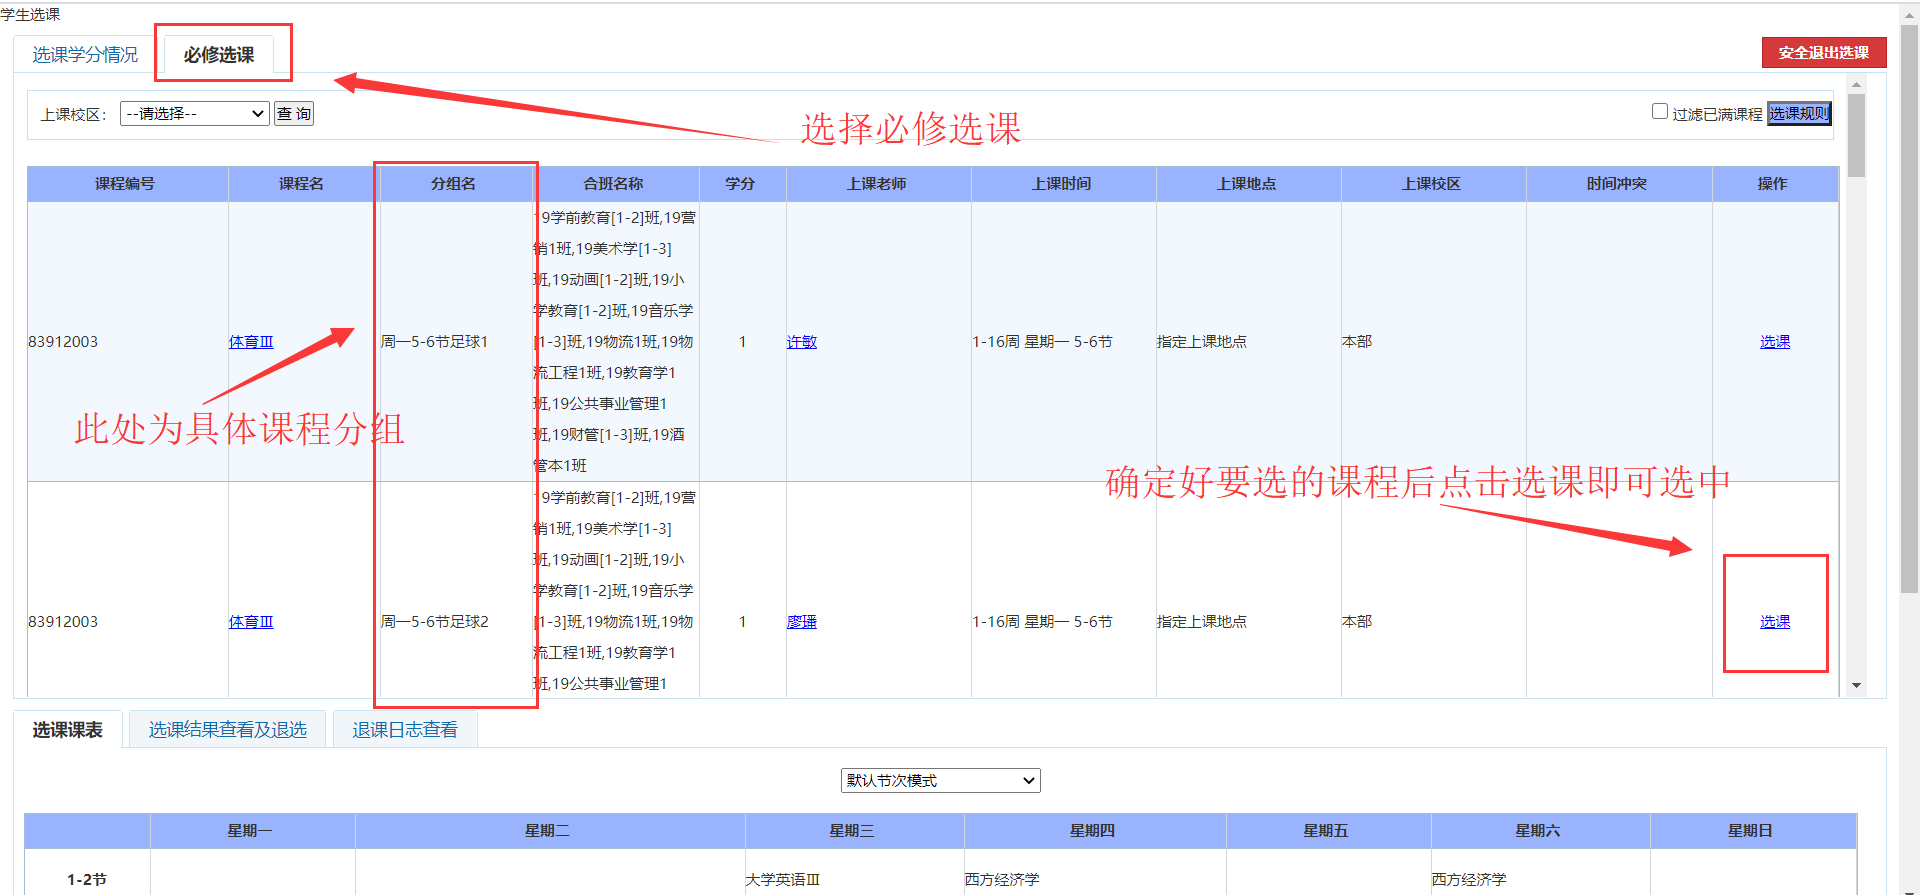 学生选课
选课学分情况
必修选课
安全退出选课
上课校区：
--请选择--
查 询
过滤已满课程
选课规则
选择必修选课
课程编号
课程名
分组名
合班名称
学分
上课老师
上课时间
上课地点
上课校区
时间冲突
操作
83912003
体育Ⅲ
周一5-6节足球1
19学前教育[1-2]班,19营
销1班,19美术学[1-3]
班,19动画[1-2]班,19小
学教育[1-2]班,19音乐学
[1-3]班,19物流1班,19物
流工程1班,19教育学1
班,19公共事业管理1
班,19财管[1-3]班,19酒
管本1班
1
许敏
1-16周 星期一 5-6节
指定上课地点
本部
选课
此处为具体课程分组
确定好要选的课程后点击选课即可选中
83912003
体育Ⅲ
周一5-6节足球2
19学前教育[1-2]班,19营
销1班,19美术学[1-3]
班,19动画[1-2]班,19小
学教育[1-2]班,19音乐学
[1-3]班,19物流1班,19物
流工程1班,19教育学1
班,19公共事业管理1
1
廖璠
1-16周 星期一 5-6节
指定上课地点
本部
选课
选课课表
选课结果查看及退选
退课日志查看
默认节次模式
星期一
星期二
星期三
星期四
星期五
星期六
星期日
1-2节
大学英语Ⅲ
西方经济学
西方经济学